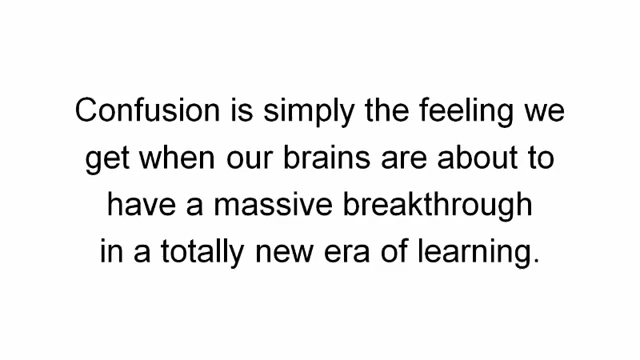 Confusion is simply the feeling we
get when our brains are about to
have a massive breakthrough
in a totally new era of learning.